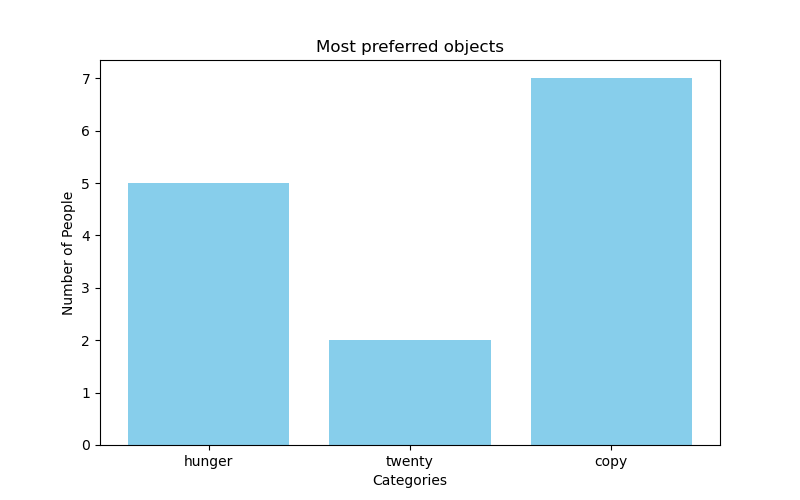 Most preferred objects
Number of People
7
6
5
4
3
2
1
0
hunger
twenty
copy
Categories